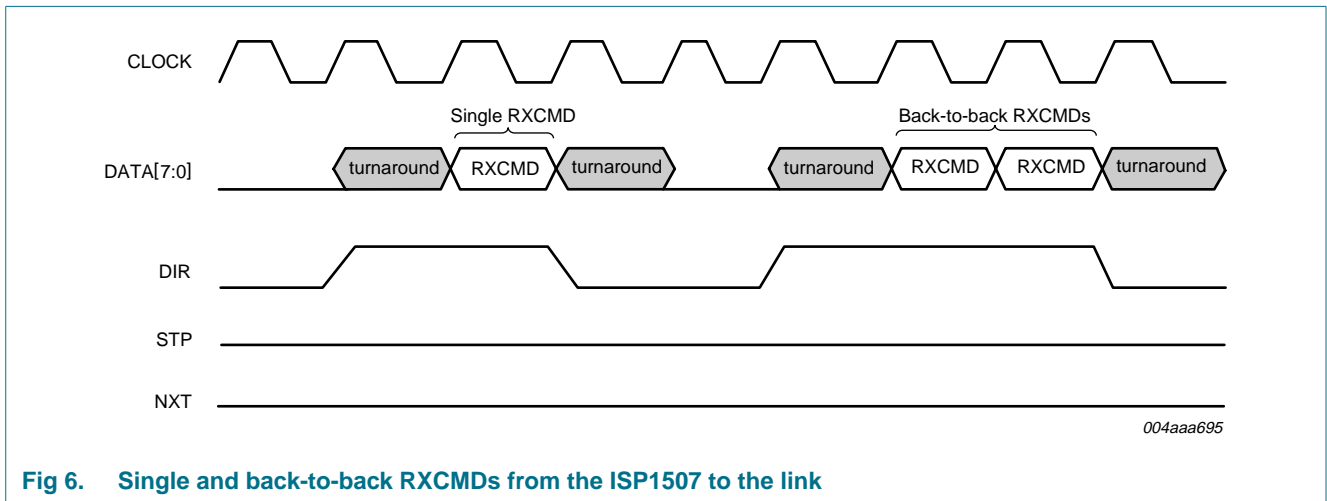 CLOCK
Single RXCMD
Back-to-back RXCMDs
DATA[7:0]
turnaround
RXCMD
turnaround
turnaround
RXCMD
RXCMD
turnaround
DIR
STP
NXT
004aaa695
Fig 6. Single and back-to-back RXCMDs from the ISP1507 to the link